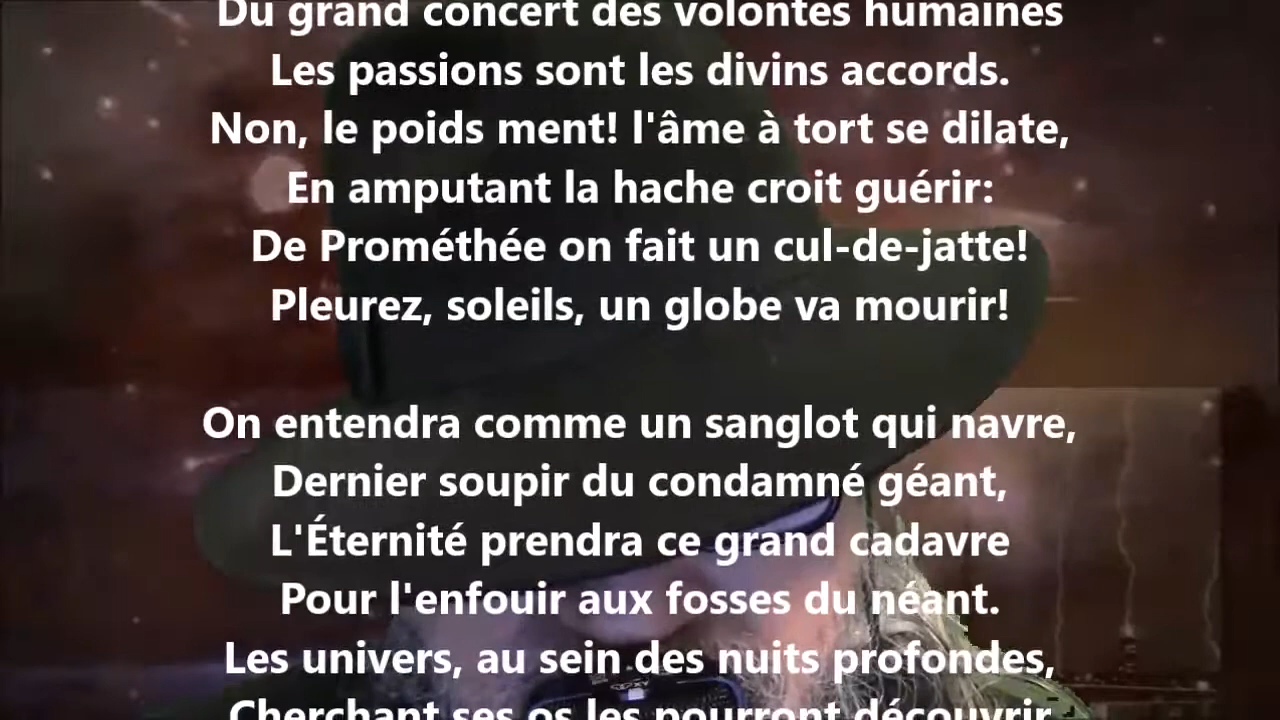 Du grand concert des volontés humaines
Les passions sont les divins accords.
Non, le poids ment! l'âme à tort se dilate,
En amputant la hache croit guérir:
De Prométhée on fait un cul-de-jatte!
Pleurez, soleils, un globe va mourir!
On entendra comme un sanglot qui navre,
Dernier soupir du condamné géant,
L'Éternité prendra ce grand cadavre
Pour l'enfouir aux fosses du néant.
Les univers, au sein des nuits profondes,
Cherchant ses os les pourront découvrir